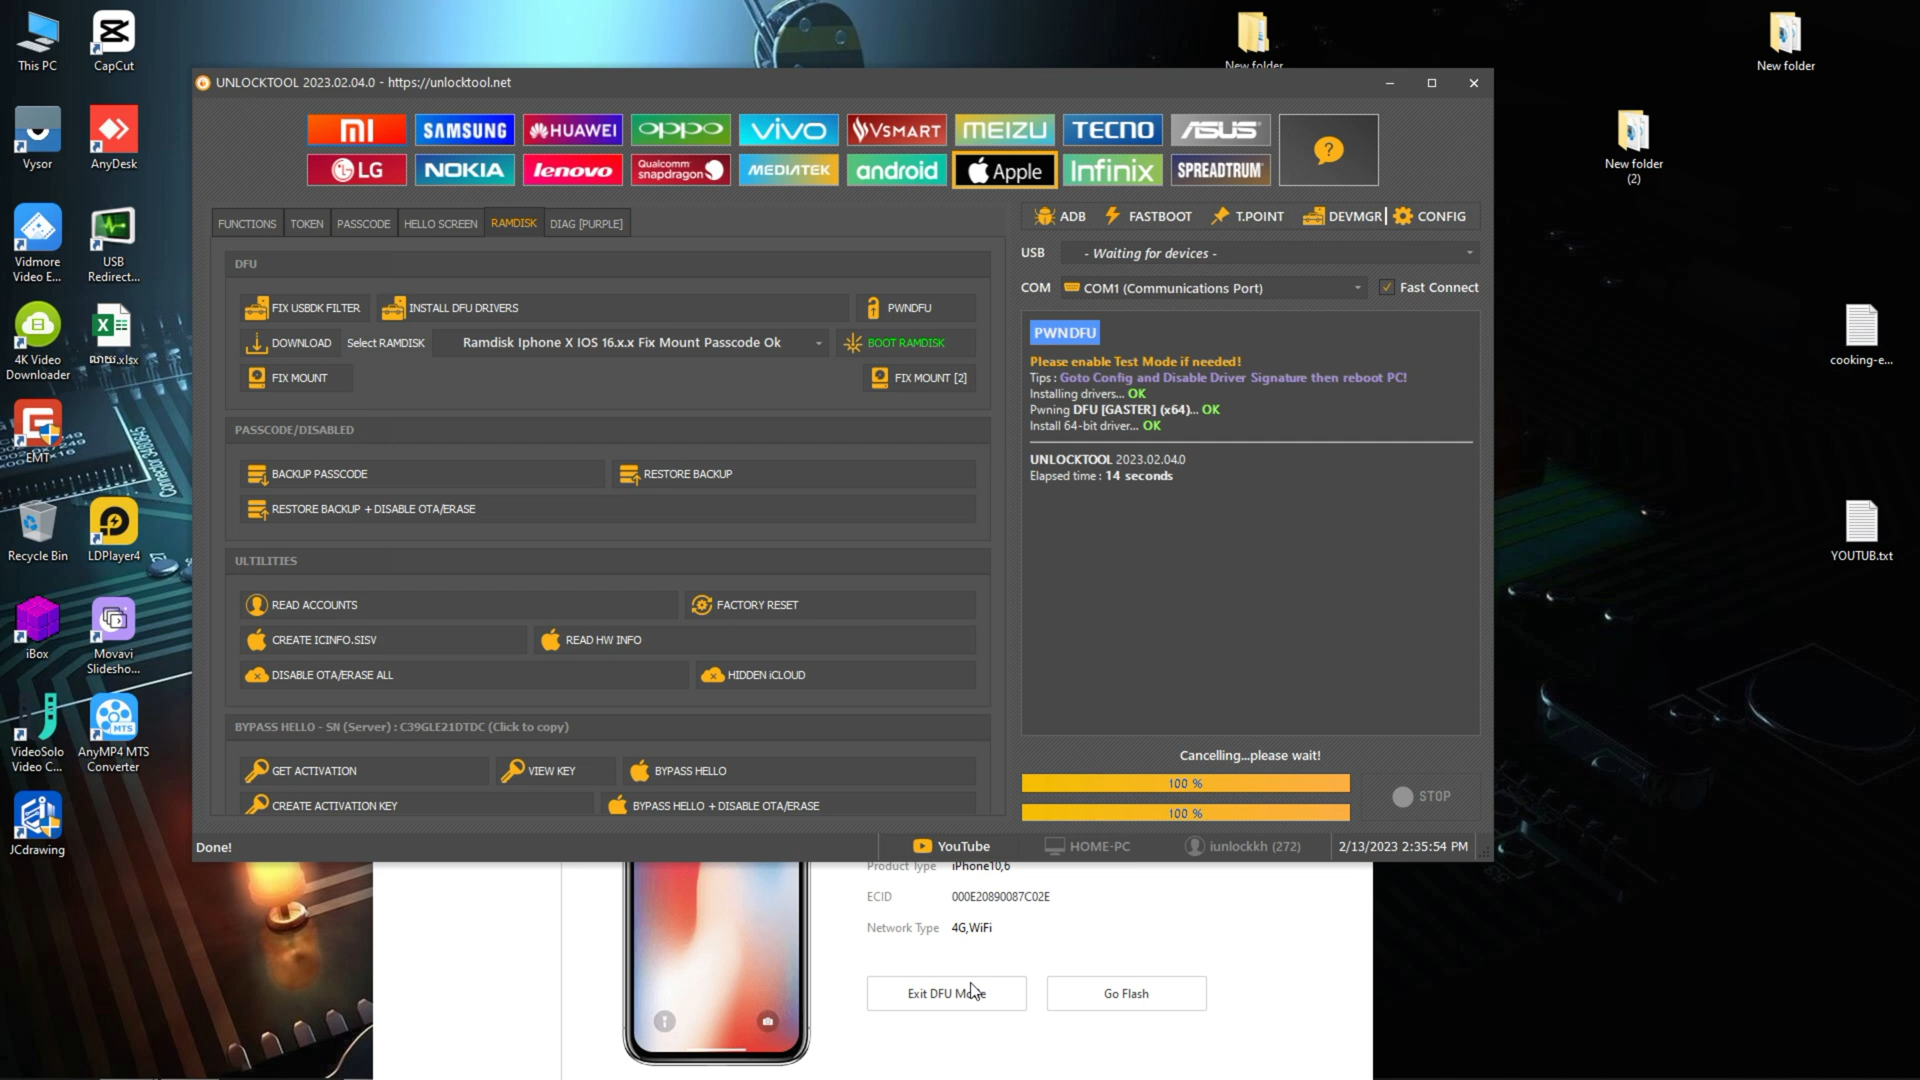 This PC
CapCut
New folder
New folder
Vysor
AnyDesk
New folder
(2)
Vidmore
Video E...
USB
Redirect...
4K Video
Downloader
EMT
cooking-e...
Recycle Bin
LDPlayer4
YOUTUB.txt
iBox
Movavi
Slidesho...
VideoSolo
Video C...
AnyMP4 MTS
Converter
JCdrawing
UNLOCKTOOL 2023.02.04.0 - https://unlocktool.net
mi
SAMSUNG
HUAWEI
oppo
vivo
VSMART
MEIZU
TECNO
ASUS
?
LG
NOKIA
lenovo
Qualcomm
snapdragon
MEDIATEK
android
Apple
Infinix
SPREADTRUM
FUNCTIONS
TOKEN
PASSCODE
HELLO SCREEN
RAMDISK
DIAG [PURPLE]
DFU
FIX USBDK FILTER
INSTALL DFU DRIVERS
PWNDFU
DOWNLOAD
Select RAMDISK
Ramdisk Iphone X IOS 16.x.x Fix Mount Passcode Ok
BOOT RAMDISK
FIX MOUNT
FIX MOUNT [2]
PASSCODE/DISABLED
BACKUP PASSCODE
RESTORE BACKUP
RESTORE BACKUP + DISABLE OTA/ERASE
ULTILITIES
READ ACCOUNTS
FACTORY RESET
CREATE ICINFO.SISV
READ HW INFO
DISABLE OTA/ERASE ALL
HIDDEN iCLOUD
BYPASS HELLO - SN (Server) : C39GLE21DTDC (Click to copy)
GET ACTIVATION
VIEW KEY
BYPASS HELLO
CREATE ACTIVATION KEY
BYPASS HELLO + DISABLE OTA/ERASE
ADB
FASTBOOT
T.POINT
DEVMGR
CONFIG
USB
- Waiting for devices -
COM
COM1 (Communications Port)
Fast Connect
PWNDFU
Please enable Test Mode if needed!
Tips : Goto Config and Disable Driver Signature then reboot PC!
Installing drivers... OK
Pwning DFU [GASTER] (x64)... OK
Install 64-bit driver... OK
UNLOCKTOOL 2023.02.04.0
Elapsed time : 14 seconds
Cancelling...please wait!
100 %
100 %
STOP
Done!
YouTube
HOME-PC
iunlockkh (272)
2/13/2023 2:35:54 PM
Product Type iPhone10,6
ECID 000E20890087C02E
Network Type 4G,WiFi
Exit DFU Mode
Go Flash